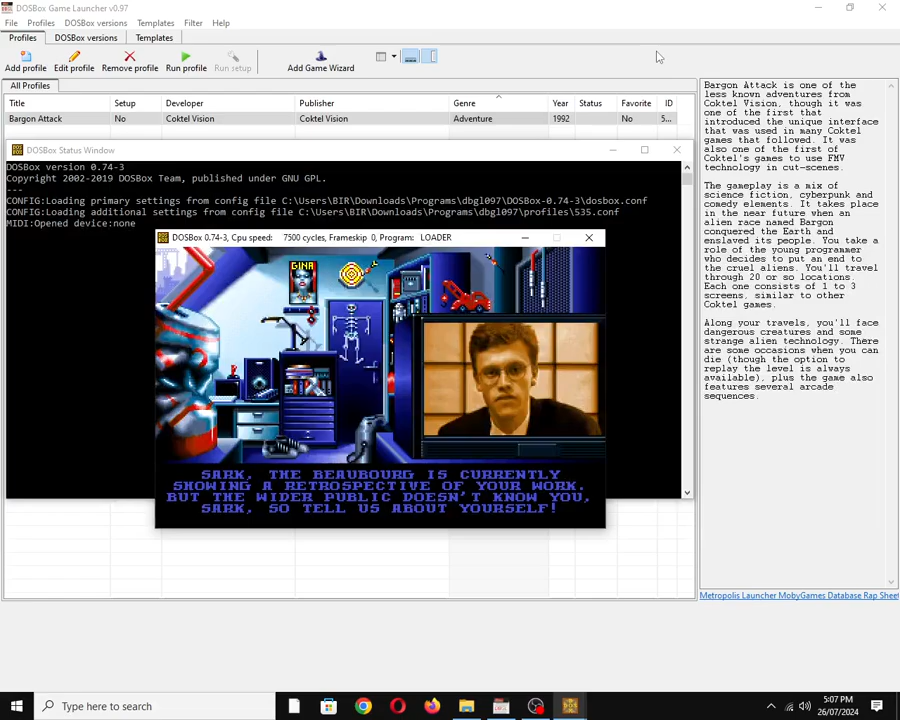 DOSBox Game Launcher v0.97
File Profiles DOSBox versions Templates Filter Help
Profiles DOSBox versions Templates
Add profile Edit profile Remove profile Run profile Run setup Add Game Wizard
All Profiles
Title Setup Developer Publisher Genre Year Status Favorite ID
Bargon Attack No Coktel Vision Coktel Vision Adventure 1992 No 5...
DOSBox Status Window
DOSBox version 0.74-3
Copyright 2002-2019 DOSBox Team, published under GNU GPL.
---
CONFIG:Loading primary settings from config file C:\Users\BIR\Downloads\Programs\dbgl097\DOSBox-0.74-3\dosbox.conf
CONFIG:Loading additional settings from config file C:\Users\BIR\Downloads\Programs\dbgl097\profiles\535.conf
MIDI:Opened device:none
DOSBox 0.74-3, Cpu speed: 7500 cycles, Frameskip 0, Program: LOADER
GINA
SARK, THE BEAUBOURG IS CURRENTLY
SHOWING A RETROSPECTIVE OF YOUR WORK.
BUT THE WIDER PUBLIC DOESN'T KNOW YOU,
SARK, SO TELL US ABOUT YOURSELF!
Bargon Attack is one of the
less known adventures from
Coktel Vision, though it was
one of the first that
introduced the unique interface
that was used in many Coktel
games that followed. It was
also one of the first of
Coktel's games to use FMV
technology in cut-scenes.
The gameplay is a mix of
science fiction, cyberpunk and
comedy elements. It takes place
in the near future when an
alien race named Bargon
conquered the Earth and
enslaved its people. You take a
role of the young programmer
who decides to put an end to
the cruel aliens. You'll travel
through 20 or so locations.
Each one consists of 1 to 3
screens, similar to other
Coktel games.
Along your travels, you'll face
dangerous creatures and some
strange alien technology. There
are some occasions when you can
die (though the option to
replay the level is always
available), plus the game also
features several arcade
sequences.
Metropolis Launcher MobyGames Database Rap Sheet
Type here to search
5:07 PM
26/07/2024